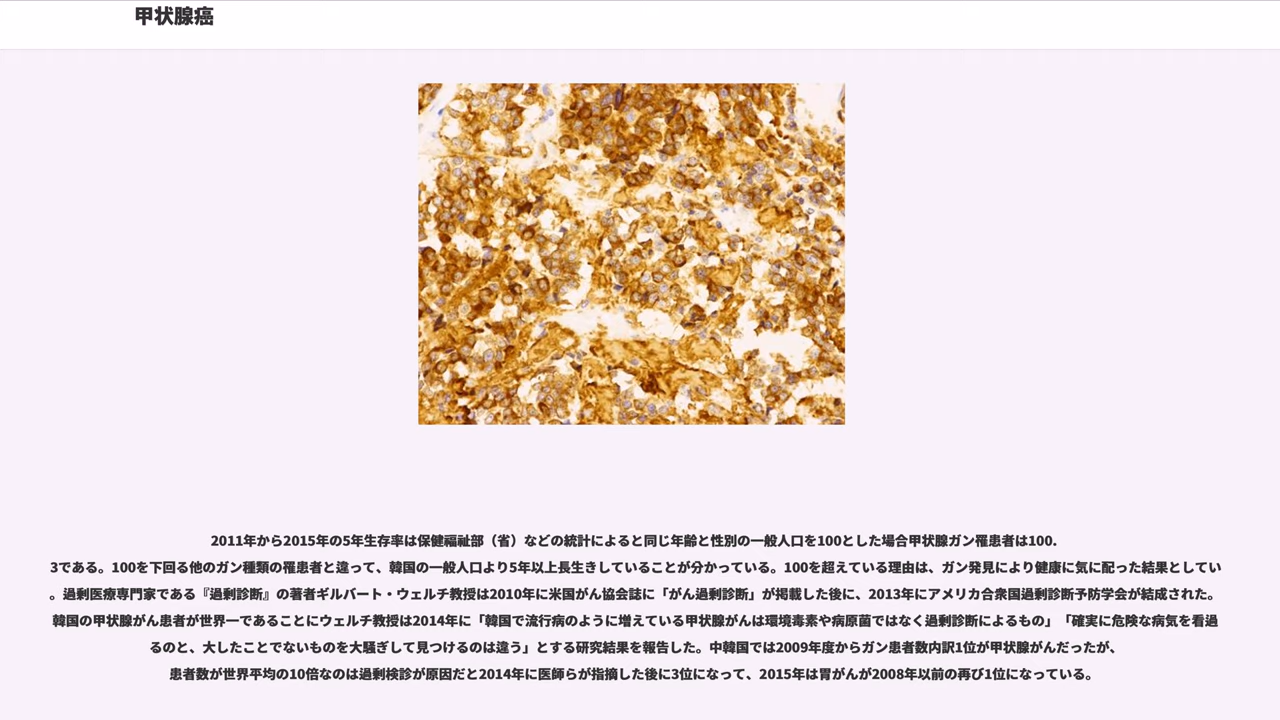 甲状腺癌
2011年から2015年の5年生存率は保健福祉部（省）などの統計によると同じ年齢と性別の一般人口を100とした場合甲状腺ガン罹患者は100.
3である。100を下回る他のガン種類の罹患者と違って、韓国の一般人口より5年以上長生きしていることが分かっている。100を超えている理由は、ガン発見により健康に気に配った結果としてい
。過剰医療専門家である『過剰診断』の著者ギルバート・ウェルチ教授は2010年に米国がん協会誌に「がん過剰診断」が掲載した後に、2013年にアメリカ合衆国過剰診断予防学会が結成された。
韓国の甲状腺がん患者が世界一であることにウェルチ教授は2014年に「韓国で流行病のように増えている甲状腺がんは環境毒素や病原菌ではなく過剰診断によるもの」「確実に危険な病気を看過
るのと、大したことでないものを大騒ぎして見つけるのは違う」とする研究結果を報告した。中韓国では2009年度からガン患者数内訳1位が甲状腺がんだったが、
患者数が世界平均の10倍なのは過剰検診が原因だと2014年に医師らが指摘した後に3位になって、2015年は胃がんが2008年以前の再び1位になっている。